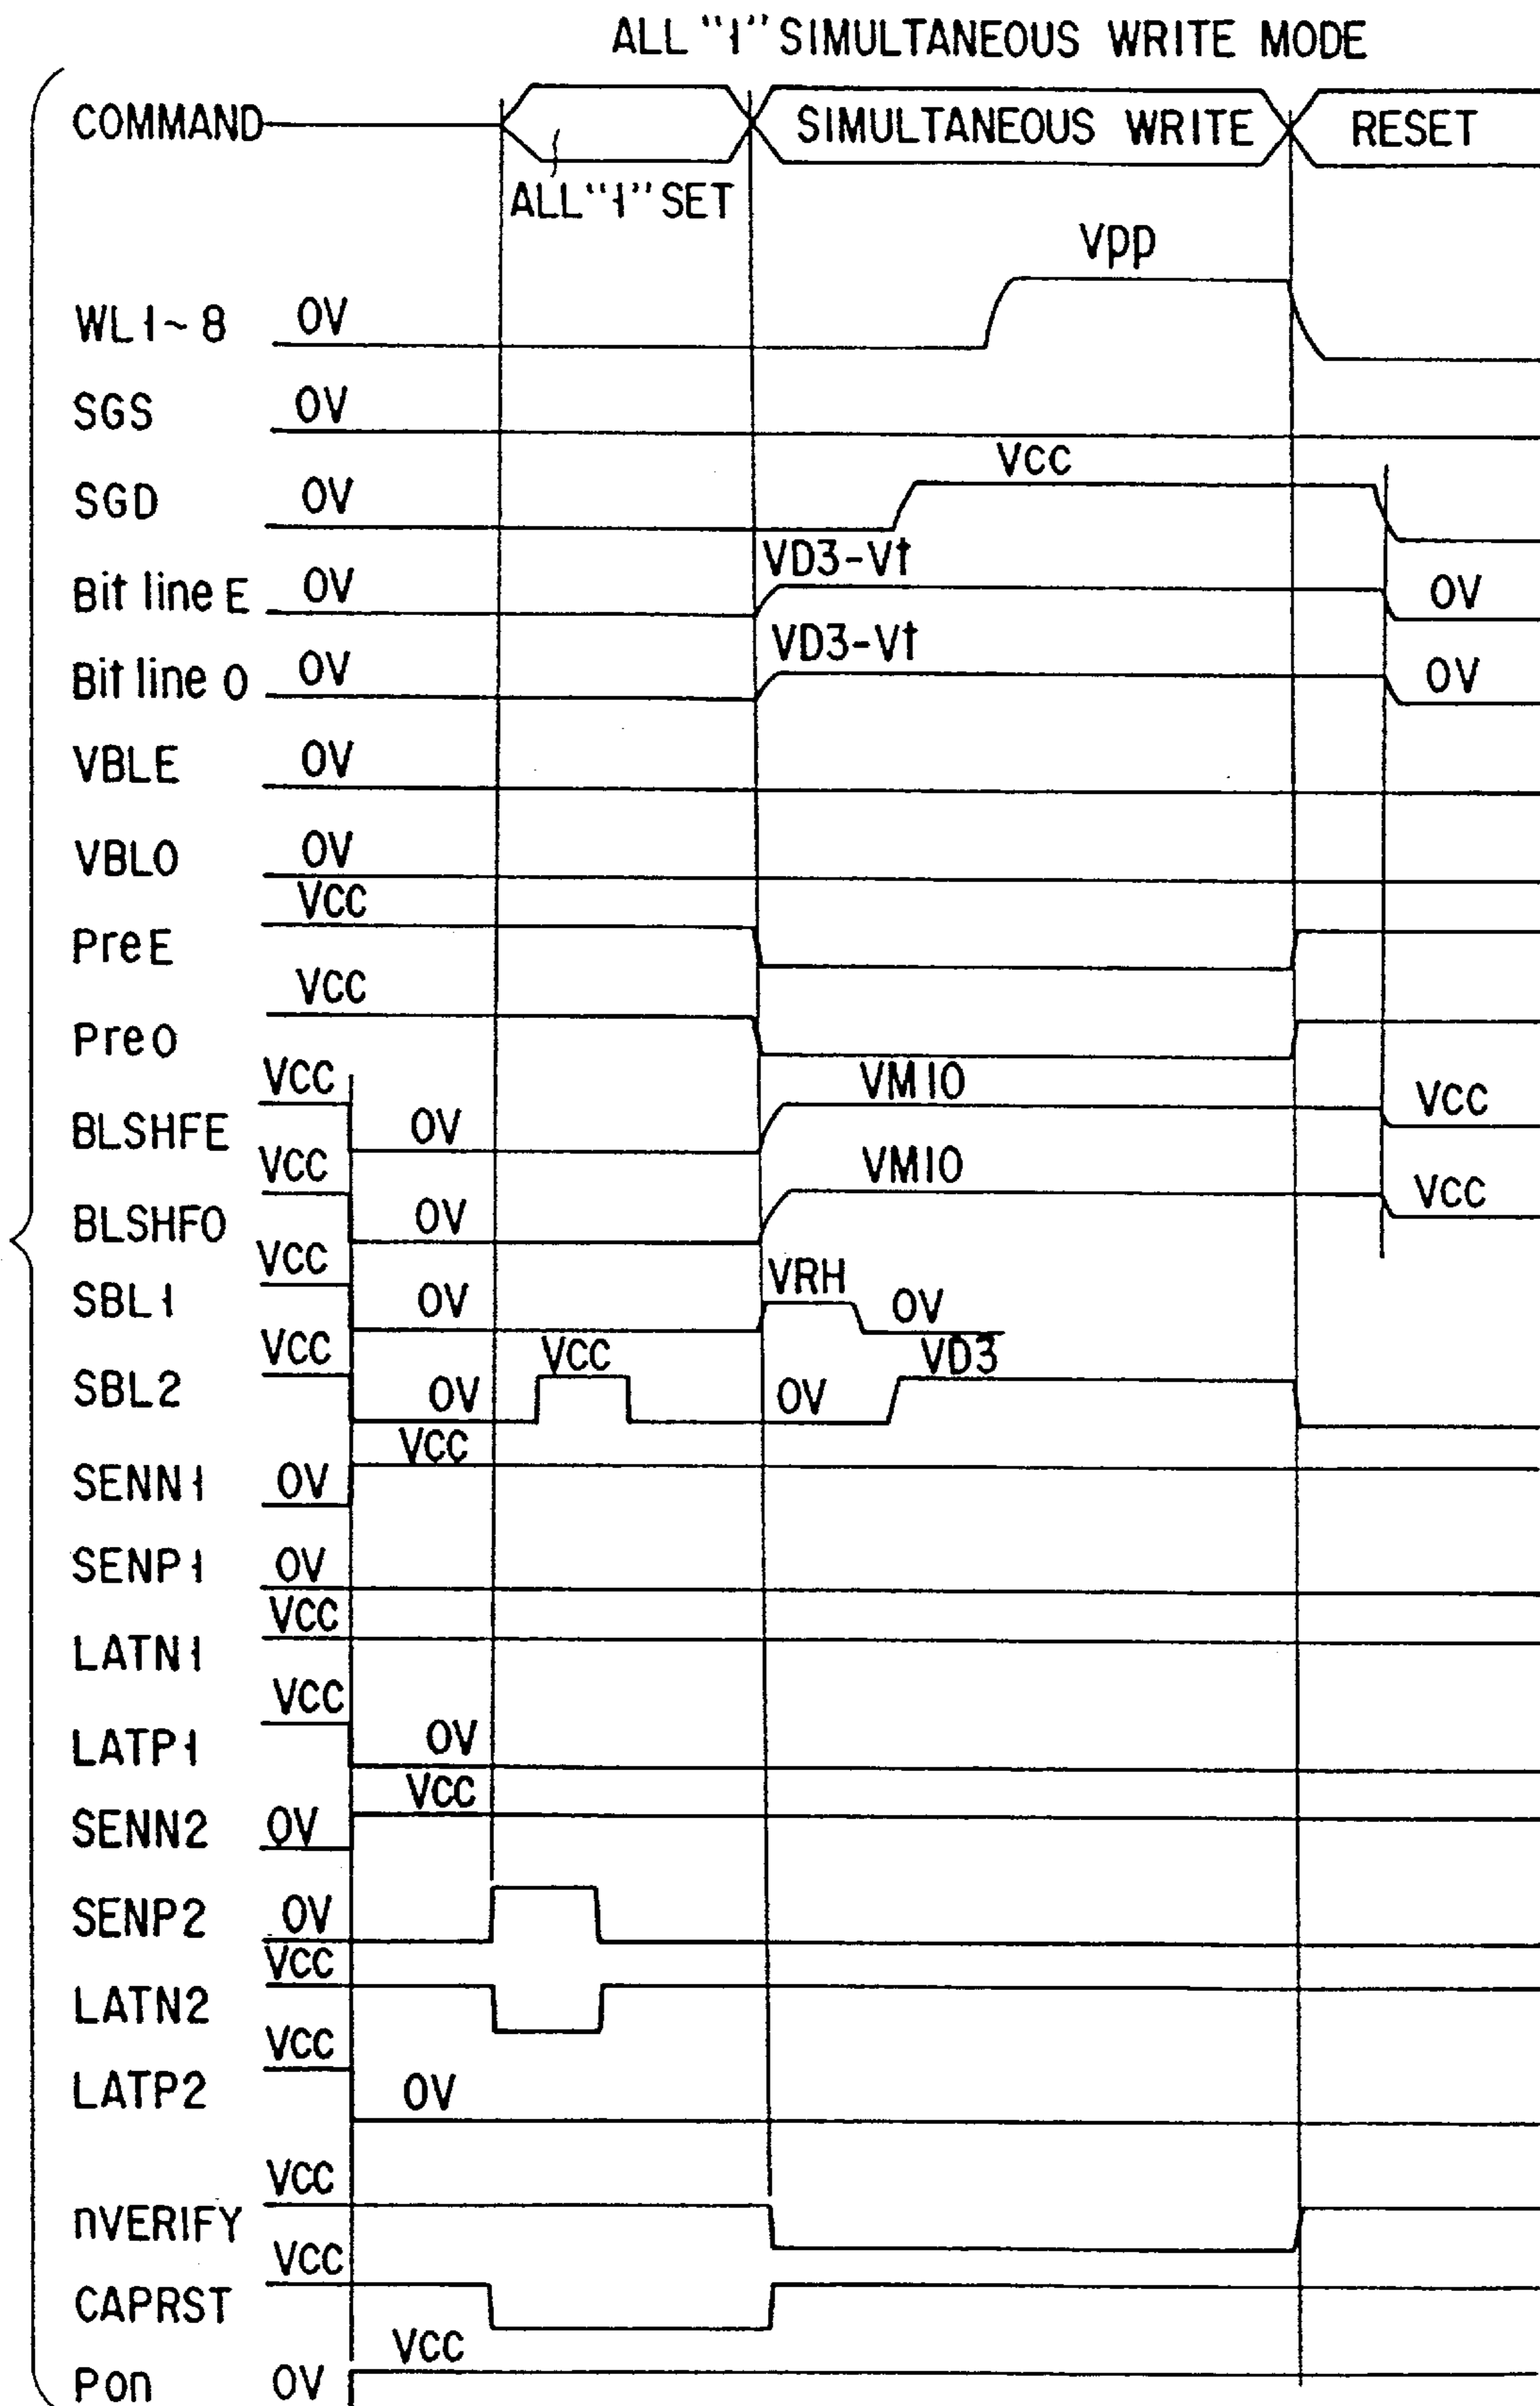 ALL "1" SIMULTANEOUS WRITE MODE
COMMAND
SIMULTANEOUS WRITE
RESET
ALL "1" SET
Vpp
WL1~8 0V
SGS 0V
SGD 0V VCC
Bit line E 0V VD3-Vt 0V
Bit line O 0V VD3-Vt 0V
VBLE 0V
VBLO 0V
PreE VCC
PreO VCC
BLSHFE VCC 0V VM10 VCC
BLSHFO VCC 0V VM10 VCC
SBL1 VCC 0V VRH 0V
SBL2 VCC 0V VCC 0V VD3
SENN1 0V VCC
SENP1 0V
LATN1 VCC
LATP1 VCC 0V
SENN2 0V VCC
SENP2 0V
LATN2 VCC
LATP2 VCC 0V
nVERIFY VCC
CAPRST VCC
Pon 0V VCC